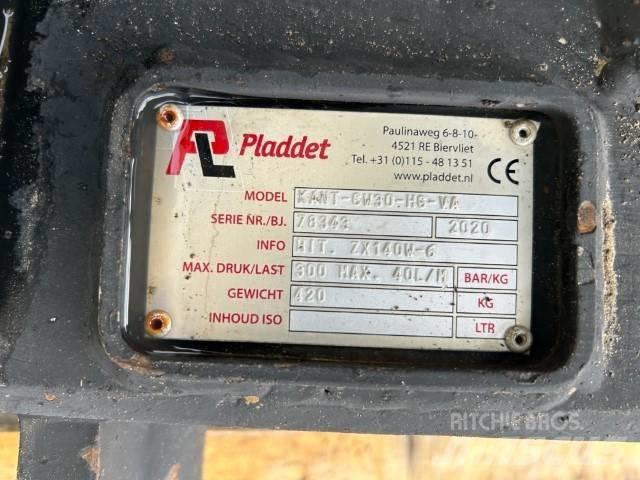 PL Pladdet
Paulinaweg 6-8-10-
4521 RE Biervliet
Tel. +31 (0)115 - 48 13 51
www.pladdet.nl
CE
MODEL KANT-CW30-HG-VA
SERIE NR./BJ. 78343 2020
INFO HIT. ZX140W-6
MAX. DRUK/LAST 300 MAX. 40L/M BAR/KG
GEWICHT 420 KG
INHOUD ISO LTR
RITCHIE BROS.